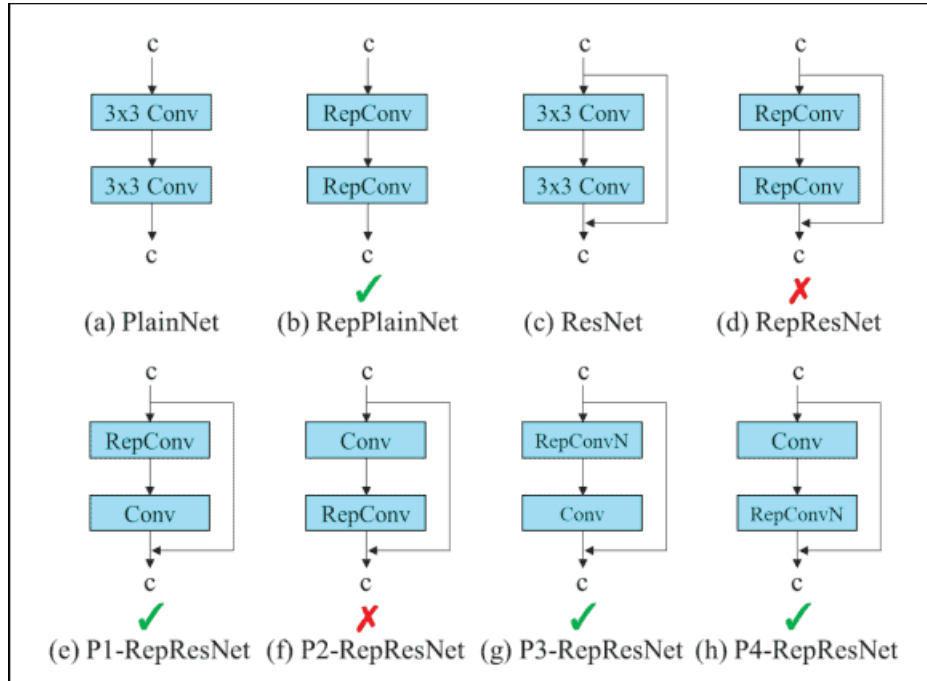 c c c c
3x3 Conv RepConv 3x3 Conv RepConv
3x3 Conv RepConv 3x3 Conv RepConv
c c c c
(a) PlainNet (b) RepPlainNet (c) ResNet (d) RepResNet
c c c c
RepConv Conv RepConvN Conv
Conv RepConv Conv RepConvN
c c c c
(e) P1-RepResNet (f) P2-RepResNet (g) P3-RepResNet (h) P4-RepResNet